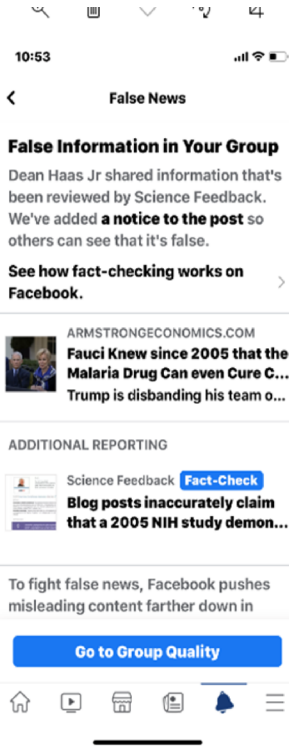 10:53
False News
False Information in Your Group
Dean Haas Jr shared information that's
been reviewed by Science Feedback.
We've added a notice to the post so
others can see that it's false.
See how fact-checking works on
Facebook.
ARMSTRONGECONOMICS.COM
Fauci Knew since 2005 that the
Malaria Drug Can even Cure C...
Trump is disbanding his team o...
ADDITIONAL REPORTING
Science Feedback Fact-Check
Blog posts inaccurately claim
that a 2005 NIH study demon...
To fight false news, Facebook pushes
misleading content farther down in
Go to Group Quality